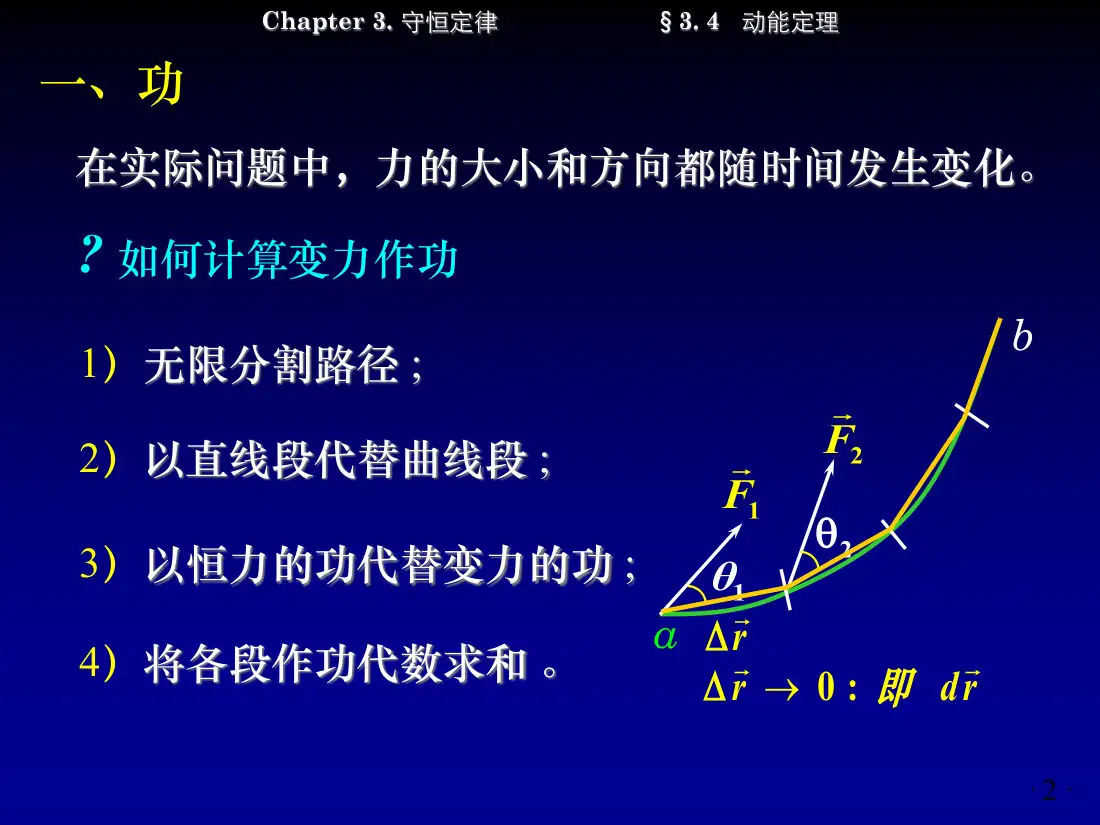 Chapter 3. 守恒定律 §3. 4 动能定理
一、功
在实际问题中，力的大小和方向都随时间发生变化。
? 如何计算变力作功
1）无限分割路径；
2）以直线段代替曲线段；
3）以恒力的功代替变力的功；
4）将各段作功代数求和 。
b
F⃗₂
F⃗₁
θ₂
θ₁
a Δr⃗
Δr⃗ → 0 : 即 dr⃗
· 2 ·